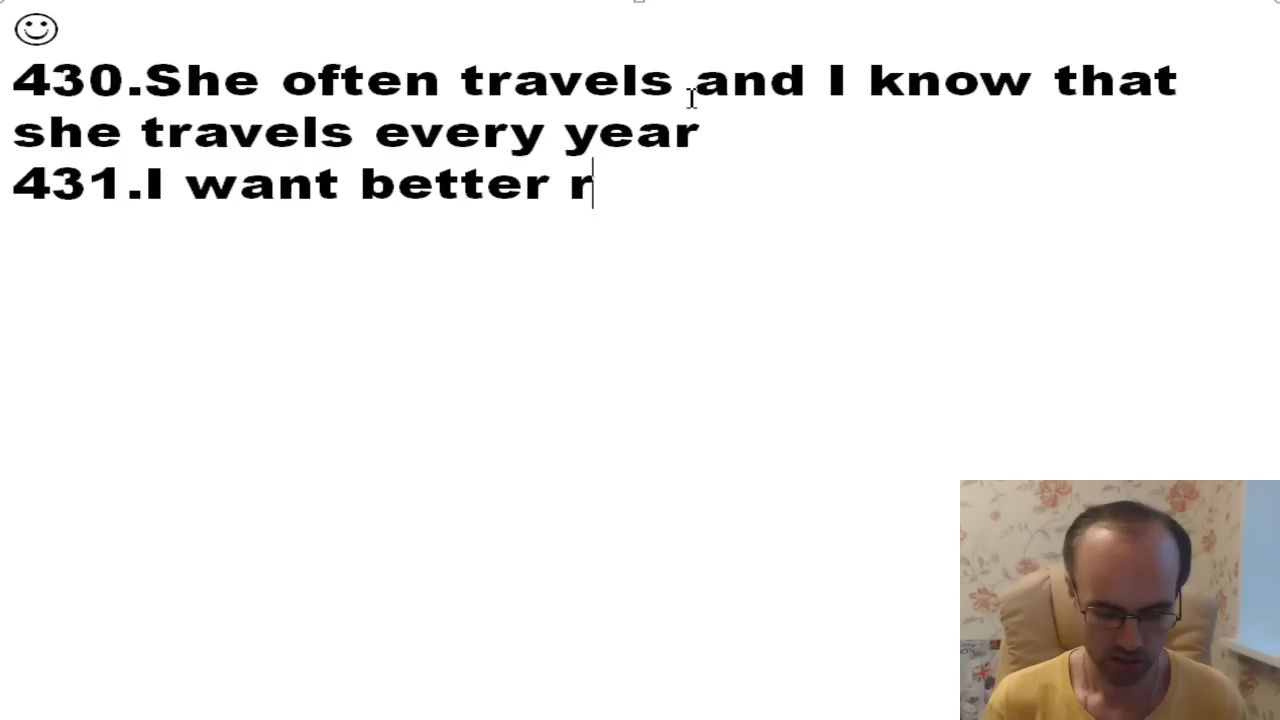 430.She often travels and I know that
she travels every year
431.I want better r